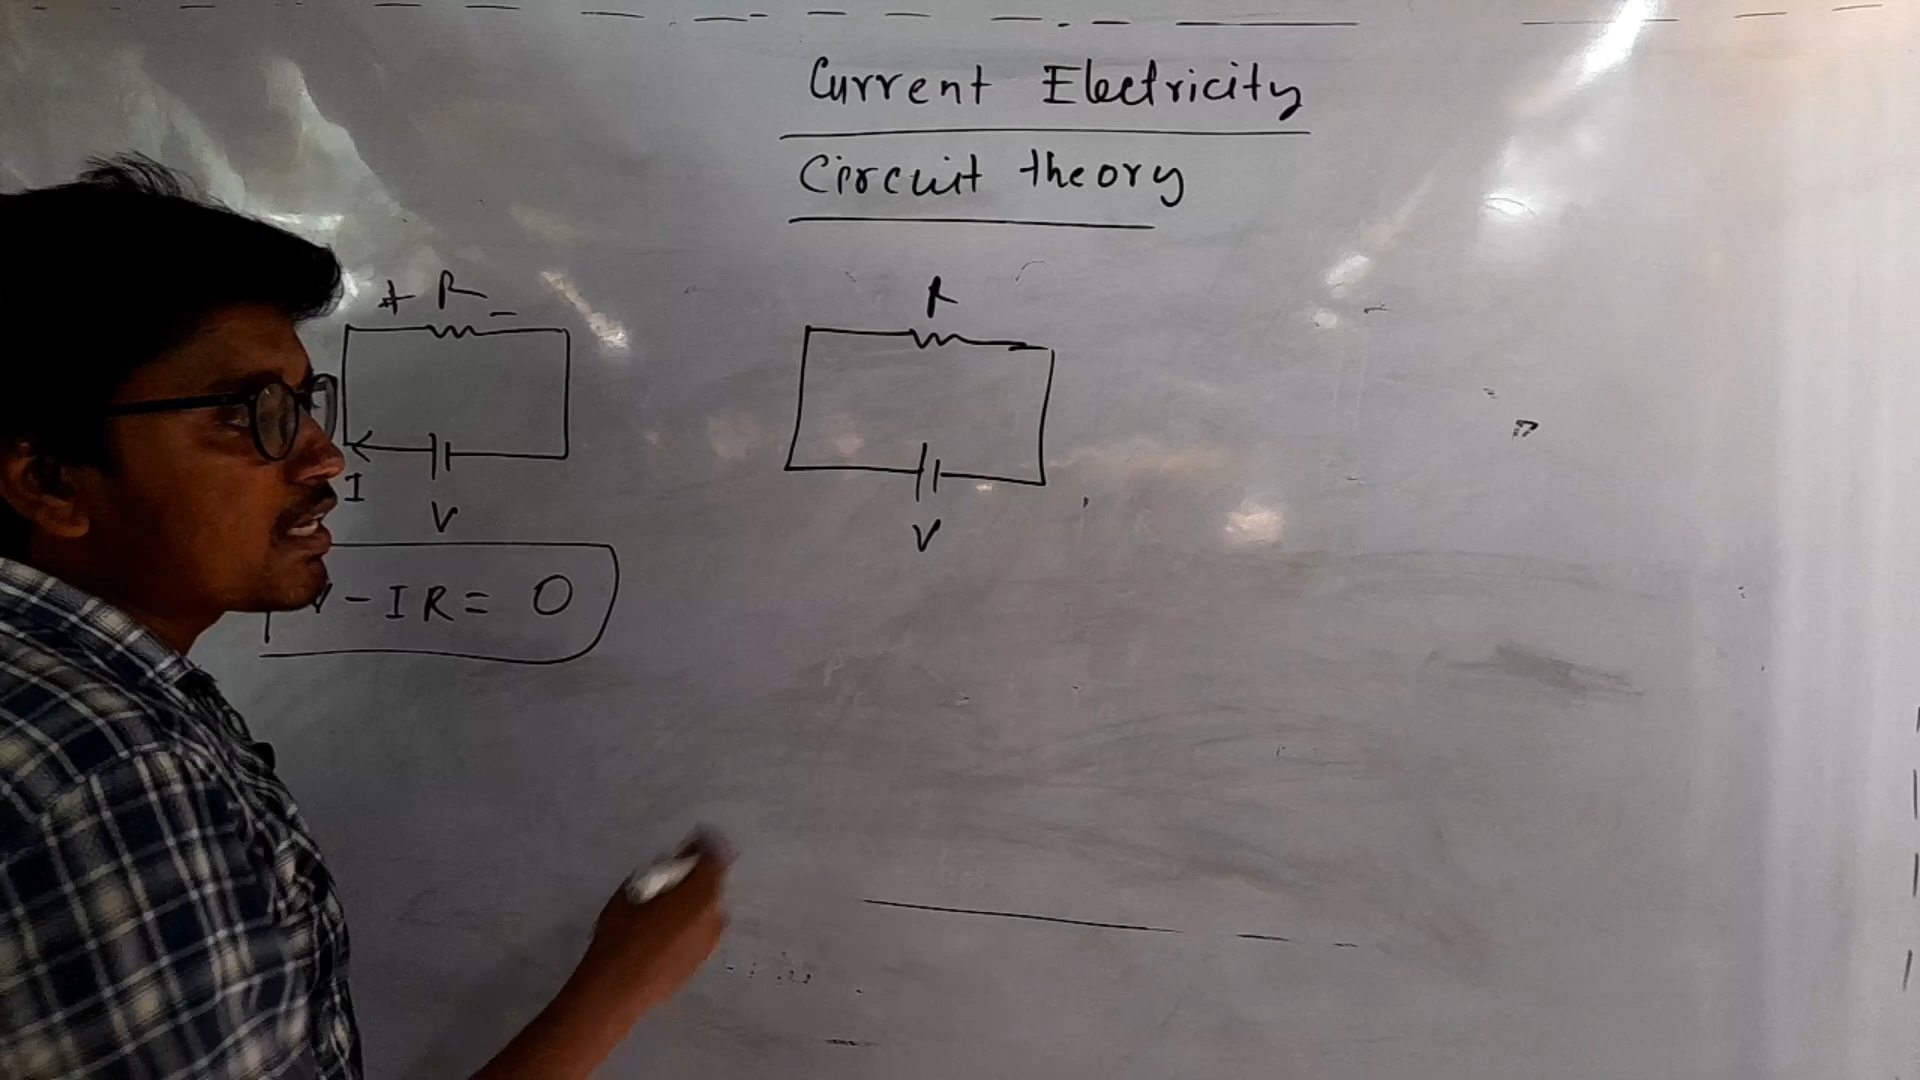 Current Electricity
Circuit theory
+ R -
I
V
V - IR = 0
R
V